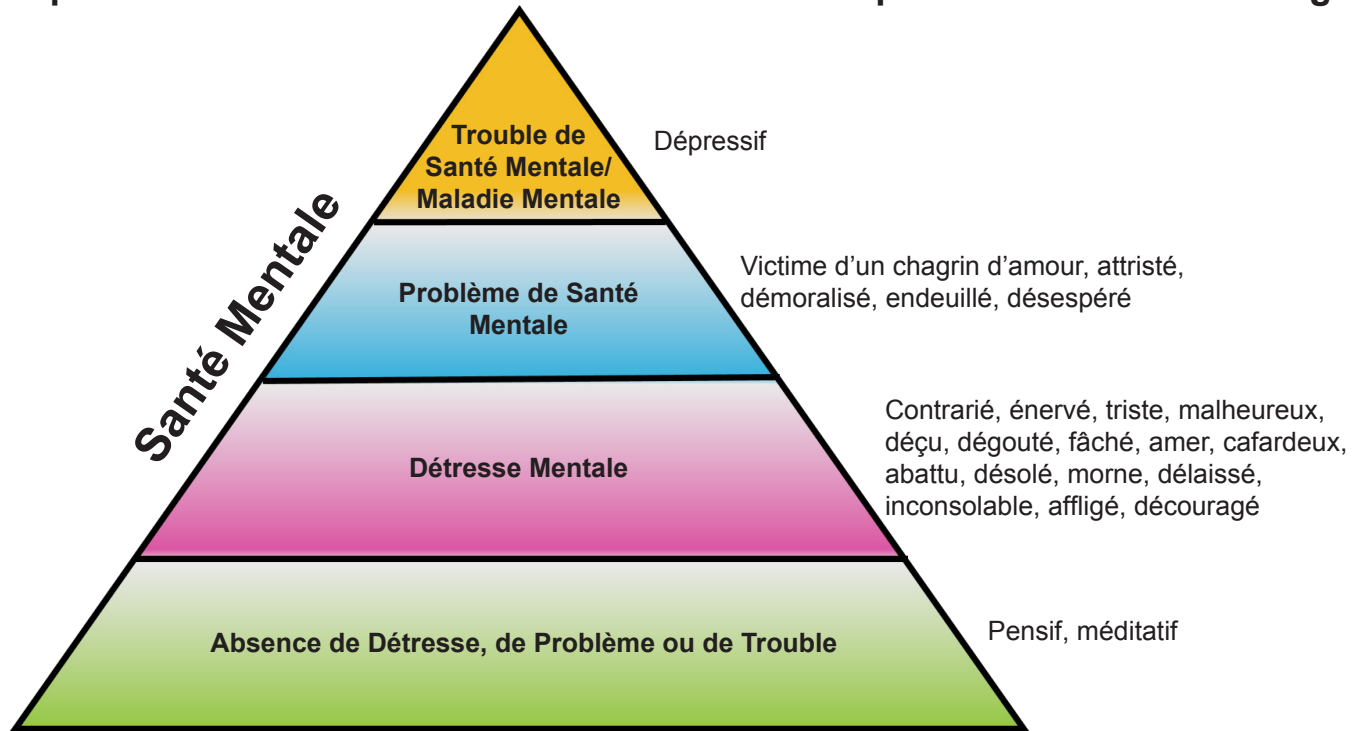 Trouble de
Santé Mentale/
Maladie Mentale
Dépressif
Santé Mentale
Problème de Santé
Mentale
Victime d’un chagrin d’amour, attristé,
démoralisé, endeuillé, désespéré
Détresse Mentale
Contrarié, énervé, triste, malheureux,
déçu, dégouté, fâché, amer, cafardeux,
abattu, désolé, morne, délaissé,
inconsolable, affligé, découragé
Absence de Détresse, de Problème ou de Trouble
Pensif, méditatif